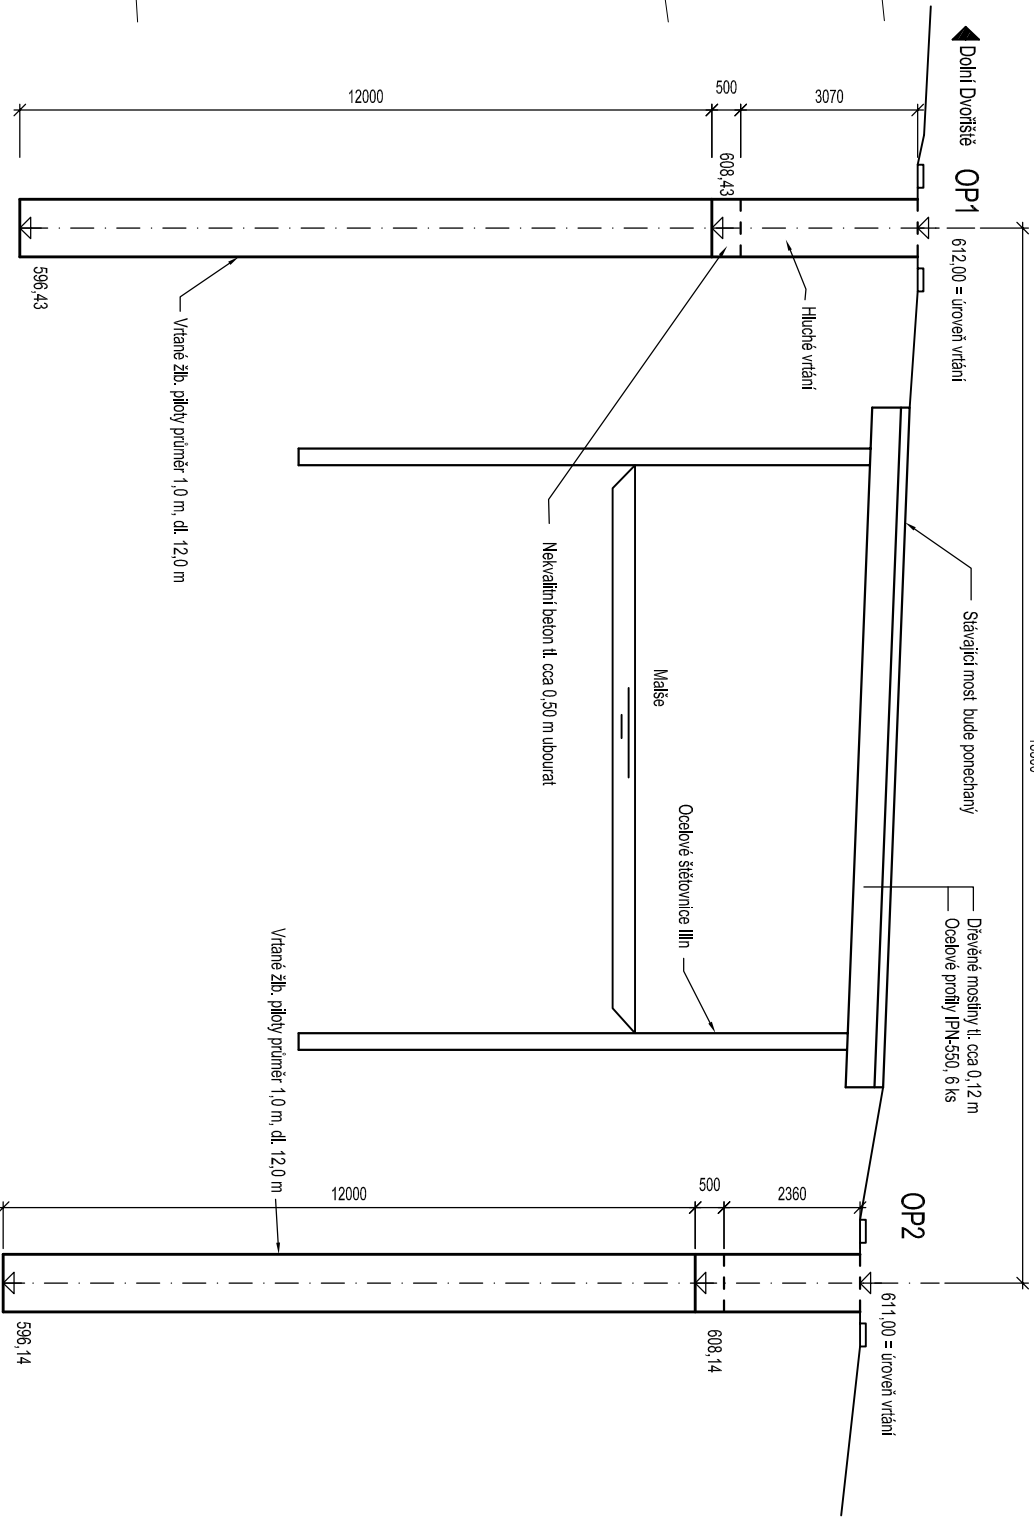 Dolní Dvořiště
OP1
612,00 = úroveň vrtání
12000
500
3070
608,43
596,43
Hluché vrtání
Vrtané žlb. piloty průměr 1,0 m, dl. 12,0 m
Nekvalitní beton tl. cca 0,50 m ubourat
Stávající most bude ponechaný
Malše
Ocelové štětovnice IIIn
Dřevěné mostiny tl. cca 0,12 m
Ocelové profily IPN-550, 6 ks
Vrtané žlb. piloty průměr 1,0 m, dl. 12,0 m
OP2
12000
500
2360
611,00 = úroveň vrtání
608,14
596,14